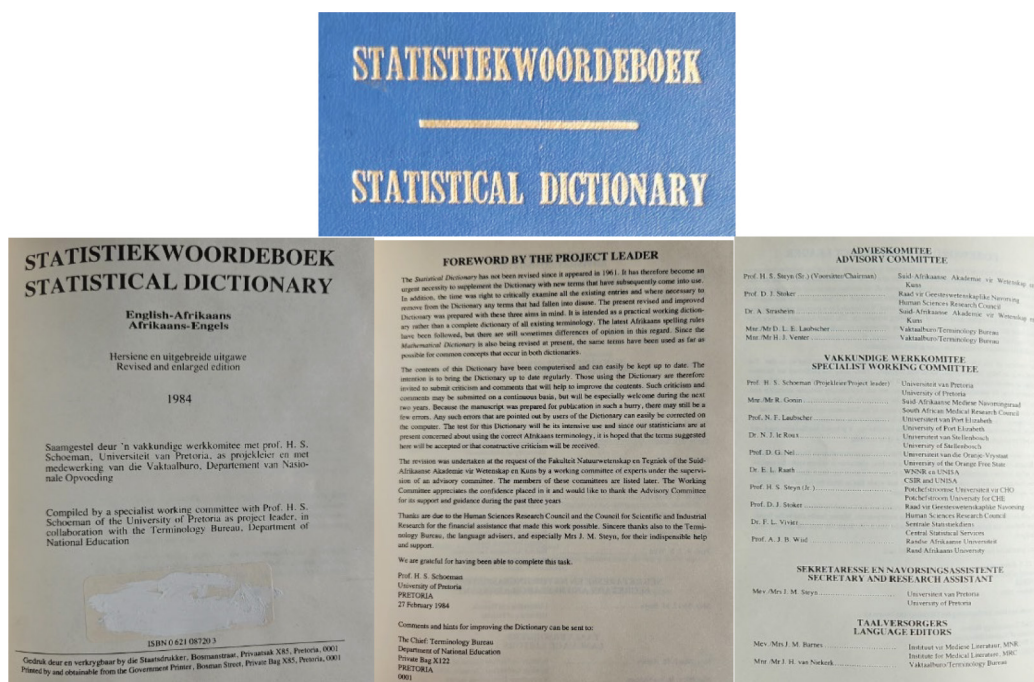 STATISTIEKWOORDEBOEK
STATISTICAL DICTIONARY
STATISTIEKWOORDEBOEK
STATISTICAL DICTIONARY
English-Afrikaans
Afrikaans-Engels
Hersiene en uitgebreide uitgawe
Revised and enlarged edition
1984
Saamgestel deur 'n vakkundige werkkomitee met prof. H. S.
Schoeman, Universiteit van Pretoria, as projekleier en met
medewerking van die Vaktaalburo, Departement van Nasio-
nale Opvoeding
Compiled by a specialist working committee with Prof. H. S.
Schoeman of the University of Pretoria as project leader, in
collaboration with the Terminology Bureau, Department of
National Education
ISBN 0 621 08720 3
Gedruk deur en verkrygbaar by die Staatsdrukker, Bosmanstraat, Privaatsak X85, Pretoria, 0001
Printed by and obtainable from the Government Printer, Bosman Street, Private Bag X85, Pretoria, 0001
FOREWORD BY THE PROJECT LEADER
The Statistical Dictionary has not been revised since it appeared in 1961. It has therefore become an
urgent necessity to supplement the Dictionary with new terms that have subsequently come into use.
In addition, the time was right to critically examine all the existing entries and where necessary to
remove from the Dictionary any terms that had fallen into disuse. The present revised and improved
Dictionary was prepared with these three aims in mind. It is intended as a practical working diction-
ary rather than a complete dictionary of all existing terminology. The latest Afrikaans spelling rules
have been followed, but there are still sometimes differences of opinion in this regard. Since the
Mathematical Dictionary is also being revised at present, the same terms have been used as far as
possible for common concepts that occur in both dictionaries.
The contents of this Dictionary have been computerised and can easily be kept up to date. The
intention is to bring the Dictionary up to date regularly. Those using the Dictionary are therefore
invited to submit criticism and comments that will help to improve the contents. Such criticism and
comments may be submitted on a continuous basis, but will be especially welcome during the next
two years. Because the manuscript was prepared for publication in such a hurry, there may still be a
few errors. Any such errors that are pointed out by users of the Dictionary can easily be corrected on
the computer. The test for this Dictionary will be its intensive use and since our statisticians are at
present concerned about using the correct Afrikaans terminology, it is hoped that the terms suggested
here will be accepted or that constructive criticism will be received.
The revision was undertaken at the request of the Fakulteit Natuurwetenskap en Tegniek of the Suid-
Afrikaanse Akademie vir Wetenskap en Kuns by a working committee of experts under the supervi-
sion of an advisory committee. The members of these committees are listed later. The Working
Committee appreciates the confidence placed in it and would like to thank the Advisory Committee
for its support and guidance during the past three years.
Thanks are due to the Human Sciences Research Council and the Council for Scientific and Industrial
Research for the financial assistance that made this work possible. Sincere thanks also to the Termi-
nology Bureau, the language advisers, and especially Mrs J. M. Steyn, for their indispensable help
and support.
We are grateful for having been able to complete this task.
Prof. H. S. Schoeman
University of Pretoria
PRETORIA
27 February 1984
Comments and hints for improving the Dictionary can be sent to:
The Chief: Terminology Bureau
Department of National Education
Private Bag X122
PRETORIA
0001
ADVIESKOMITEE
ADVISORY COMMITTEE
Prof. H. S. Steyn (Sr.) (Voorsitter/Chairman) Suid-Afrikaanse Akademie vir Wetenskap en
Kuns
Prof. D. J. Stoker Raad vir Geesteswetenskaplike Navorsing
Human Sciences Research Council
Dr. A. Strasheim Suid-Afrikaanse Akademie vir Wetenskap en
Kuns
Mnr./Mr D. L. E. Laubscher Vaktaalburo/Terminology Bureau
Mnr./Mr H. J. Venter Vaktaalburo/Terminology Bureau
VAKKUNDIGE WERKKOMITEE
SPECIALIST WORKING COMMITTEE
Prof. H. S. Schoeman (Projekleier/Project leader) Universiteit van Pretoria
University of Pretoria
Mnr./Mr R. Gonin Suid-Afrikaanse Mediese Navorsingsraad
South African Medical Research Council
Prof. N. F. Laubscher Universiteit van Port Elizabeth
University of Port Elizabeth
Dr. N. J. le Roux Universiteit van Stellenbosch
University of Stellenbosch
Prof. D. G. Nel Universiteit van die Oranje-Vrystaat
University of the Orange Free State
Dr. E. L. Raath WNNR en UNISA
CSIR and UNISA
Prof. H. S. Steyn (Jr.) Potchefstroomse Universiteit vir CHO
Potchefstroom University for CHE
Prof. D. J. Stoker Raad vir Geesteswetenskaplike Navorsing
Human Sciences Research Council
Dr. F. L. Vivier Sentrale Statistiekdiens
Central Statistical Services
Prof. A. J. B. Wiid Randse Afrikaanse Universiteit
Rand Afrikaans University
SEKRETARESSE EN NAVORSINGSASSISTENTE
SECRETARY AND RESEARCH ASSISTANT
Mev./Mrs J. M. Steyn Universiteit van Pretoria
University of Pretoria
TAALVERSORGERS
LANGUAGE EDITORS
Mev./Mrs J. M. Barnes Instituut vir Mediese Literatuur, MNR
Institute for Medical Literature, MRC
Mnr./Mr J. H. van Niekerk Vaktaalburo/Terminology Bureau